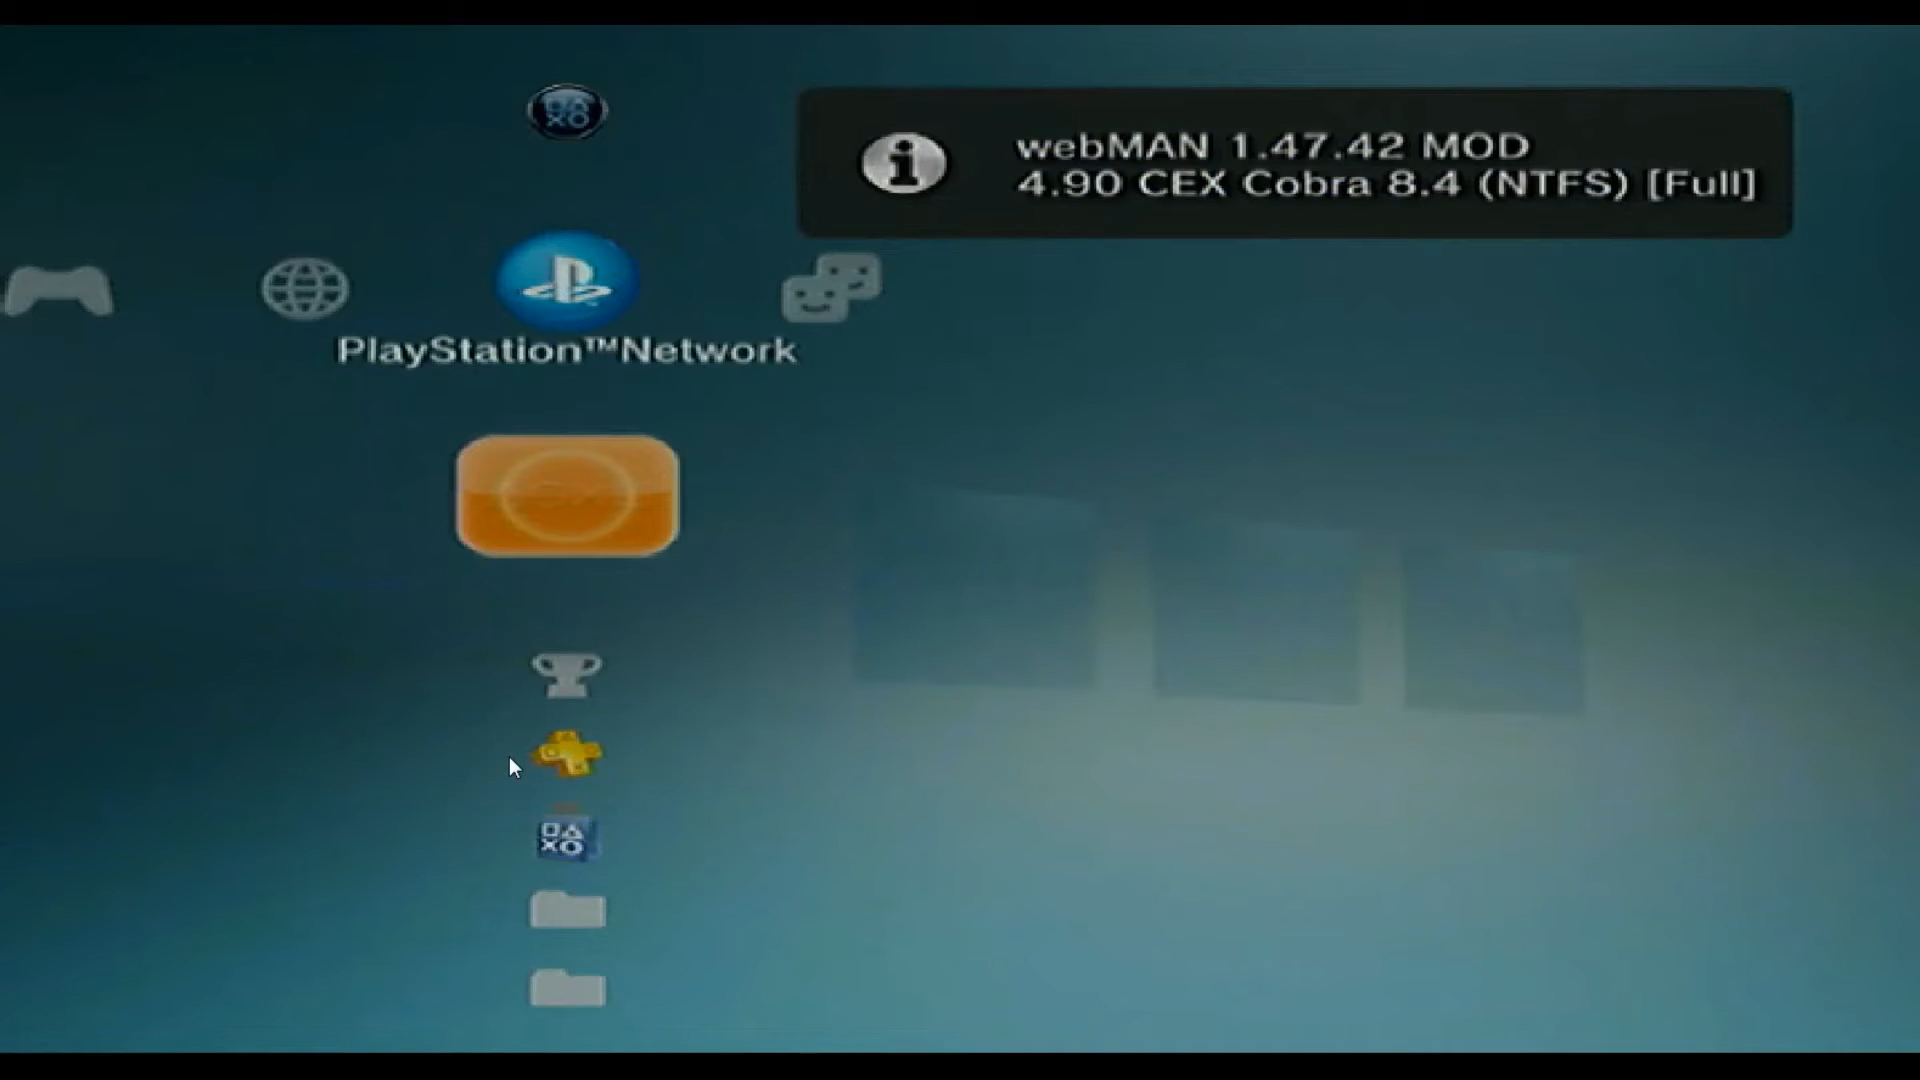 webMAN 1.47.42 MOD
4.90 CEX Cobra 8.4 (NTFS) [Full]
PlayStation™Network